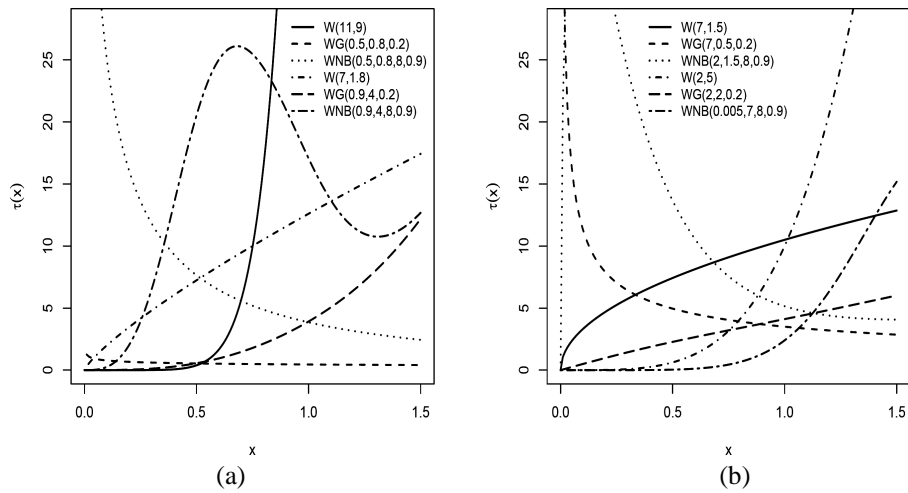 W(11,9)
WG(0.5,0.8,0.2)
WNB(0.5,0.8,8,0.9)
W(7,1.8)
WG(0.9,4,0.2)
WNB(0.9,4,8,0.9)
25
20
15
10
5
0
τ(x)
0.0 0.5 1.0 1.5
x
(a)
W(7,1.5)
WG(7,0.5,0.2)
WNB(2,1.5,8,0.9)
W(2,5)
WG(2,2,0.2)
WNB(0.005,7,8,0.9)
25
20
15
10
5
0
τ(x)
0.0 0.5 1.0 1.5
x
(b)